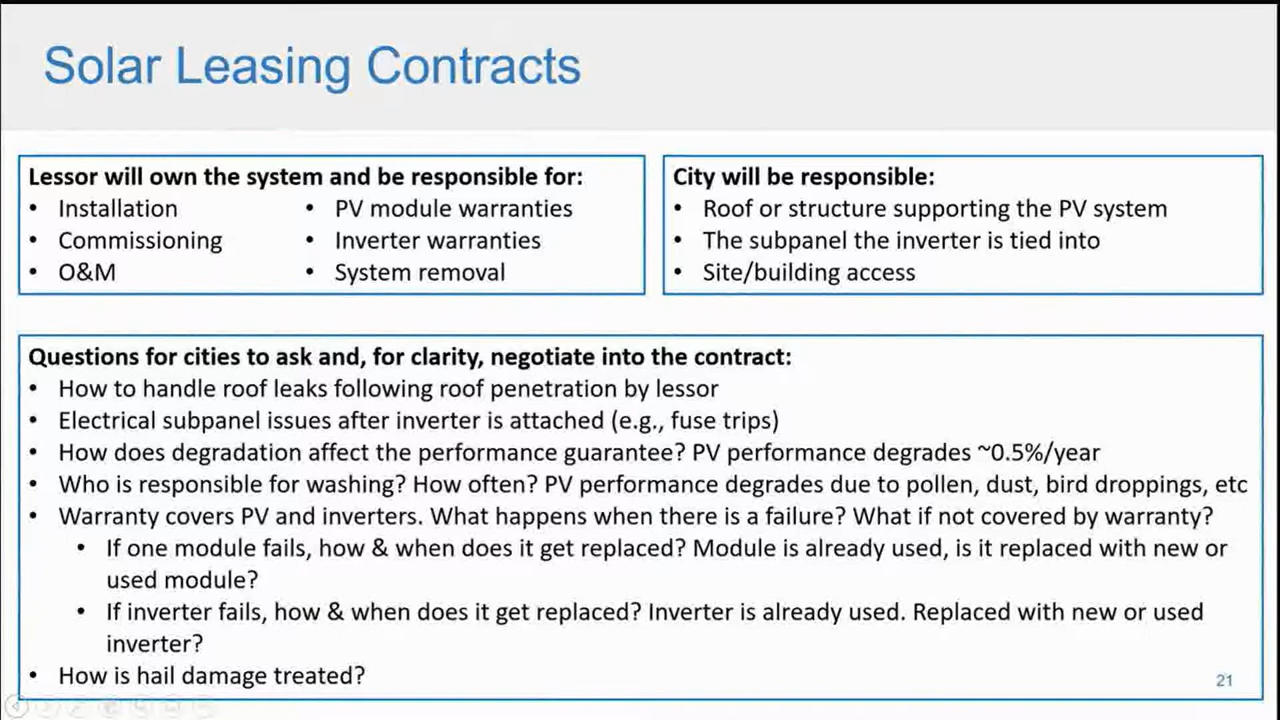 Solar Leasing Contracts
Lessor will own the system and be responsible for:
• Installation
• Commissioning
• O&M
• PV module warranties
• Inverter warranties
• System removal
City will be responsible:
• Roof or structure supporting the PV system
• The subpanel the inverter is tied into
• Site/building access
Questions for cities to ask and, for clarity, negotiate into the contract:
• How to handle roof leaks following roof penetration by lessor
• Electrical subpanel issues after inverter is attached (e.g., fuse trips)
• How does degradation affect the performance guarantee? PV performance degrades ~0.5%/year
• Who is responsible for washing? How often? PV performance degrades due to pollen, dust, bird droppings, etc
• Warranty covers PV and inverters. What happens when there is a failure? What if not covered by warranty?
• If one module fails, how & when does it get replaced? Module is already used, is it replaced with new or
used module?
• If inverter fails, how & when does it get replaced? Inverter is already used. Replaced with new or used
inverter?
• How is hail damage treated?
21